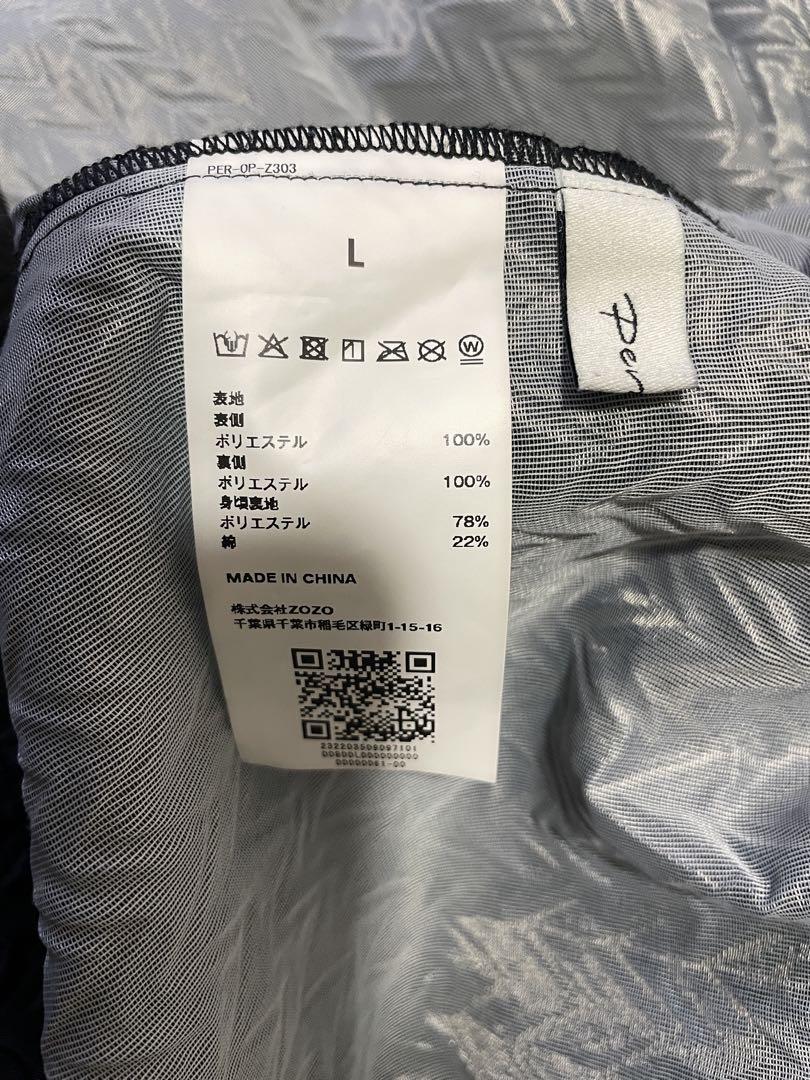 PER-OP-Z303
L
表地
表側
ポリエステル 100%
裏側
ポリエステル 100%
身頃裏地
ポリエステル 78%
綿 22%
MADE IN CHINA
株式会社ZOZO
千葉県千葉市稲毛区緑町1-15-16
Per